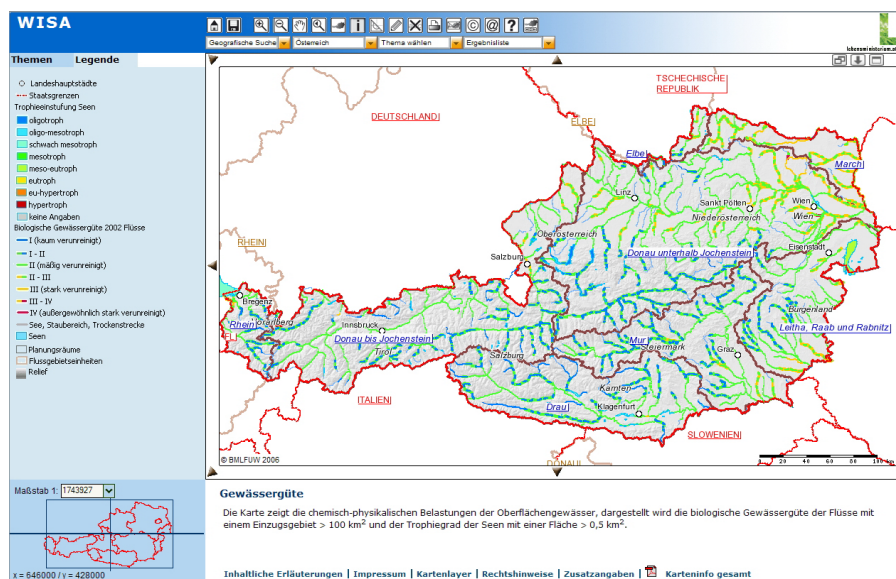 WISA
Geografische Suche
Österreich
Thema wählen
Ergebnisliste
lebensministerium.at
Themen
Legende
Landeshauptstädte
Staatsgrenzen
Trophieeinstufung Seen
oligotroph
oligo-mesotroph
schwach mesotroph
mesotroph
meso-eutroph
eutroph
eu-hypertroph
hypertroph
keine Angaben
Biologische Gewässergüte 2002 Flüsse
I (kaum verunreinigt)
I - II
II (mäßig verunreinigt)
II - III
III (stark verunreinigt)
III - IV
IV (außergewöhnlich stark verunreinigt)
See, Staubereich, Trockenstrecke
Seen
Planungsräume
Flussgebietseinheiten
Relief
TSCHECHISCHE
REPUBLIK
DEUTSCHLAND
ELBE
Elbe
March
Linz
Sankt Pölten
Wien
Niederösterreich
Wien
Oberösterreich
RHEIN
Eisenstadt
Salzburg
Donau unterhalb Jochenstein
Bregenz
Burgenland
Rhein
Vorarlberg
Innsbruck
Leitha, Raab und Rabnitz
Donau bis Jochenstein
Mur
Steiermark
Tirol
Salzburg
Graz
Kärnten
ITALIEN
Drau
Klagenfurt
SLOWENIEN
© BMLFUW 2006
DONAU
0 20 40 60 80 100 km
Maßstab 1: 1743927
x = 646000 / y = 428000
Gewässergüte
Die Karte zeigt die chemisch-physikalischen Belastungen der Oberflächengewässer, dargestellt wird die biologische Gewässergüte der Flüsse mit
einem Einzugsgebiet > 100 km² und der Trophiegrad der Seen mit einer Fläche > 0,5 km².
Inhaltliche Erläuterungen | Impressum | Kartenlayer | Rechtshinweise | Zusatzangaben | Karteninfo gesamt